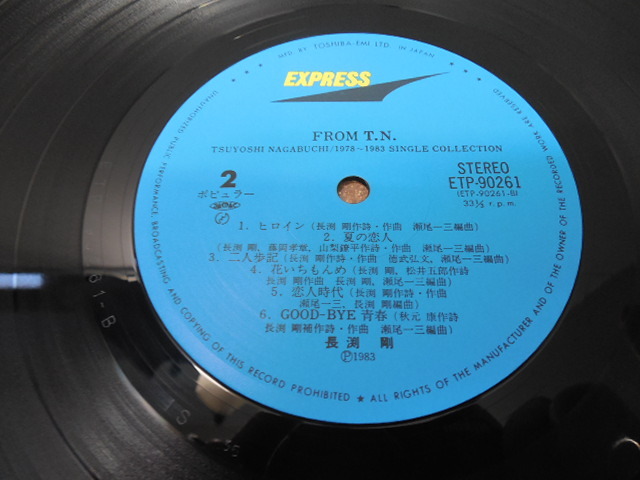 MFD. BY TOSHIBA-EMI LTD. IN JAPAN
EXPRESS
FROM T.N.
TSUYOSHI NAGABUCHI/1978~1983 SINGLE COLLECTION
2
ポピュラー
STEREO
ETP-90261
(ETP-90261-B)
33⅓ r.p.m.
1. ヒロイン (長渕 剛作詩・作曲 瀬尾一三編曲)
2. 夏の恋人
(長渕 剛, 藤岡孝章, 山梨鐐平作詩・作曲 瀬尾一三編曲)
3. 二人歩記 (長渕 剛作詩・作曲 池武弘文, 瀬尾一三編曲)
4. 花いちもんめ (長渕 剛, 松井五郎作詩
長渕 剛作曲 長渕 剛, 瀬尾一三編曲)
5. 恋人時代 (長渕 剛作詩・作曲
瀬尾一三, 長渕 剛編曲)
6. GOOD-BYE 青春 (秋元 康作詩
長渕 剛補作詩・作曲 瀬尾一三編曲)
長渕 剛
Ⓟ1983
UNAUTHORIZED PUBLIC PERFORMANCE, BROADCASTING AND COPYING OF THIS RECORD PROHIBITED ★ ALL RIGHTS OF THE MANUFACTURER AND OF THE OWNER OF THE RECORDED WORK ARE RESERVED